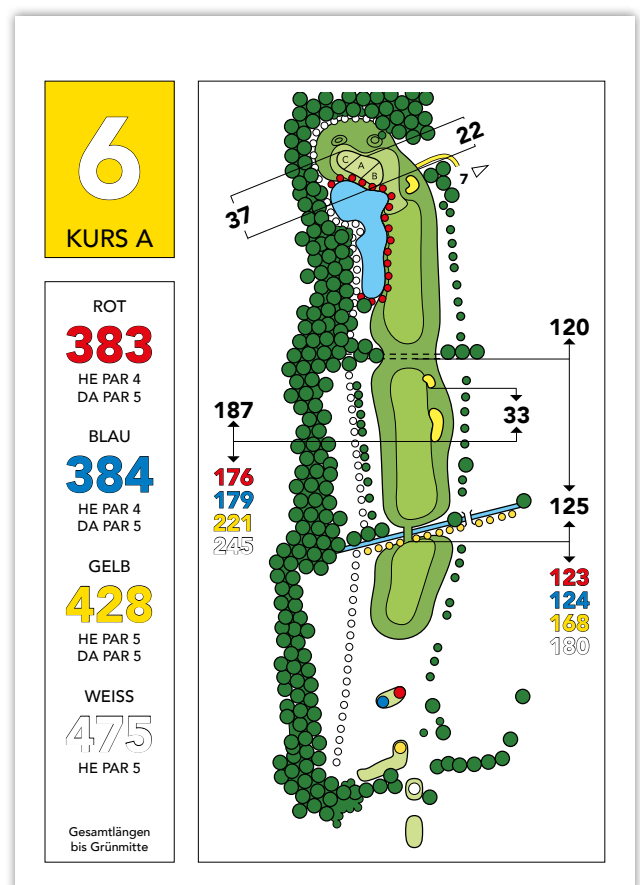 6
KURS A
ROT
383
HE PAR 4
DA PAR 5
BLAU
384
HE PAR 4
DA PAR 5
GELB
428
HE PAR 5
DA PAR 5
WEISS
475
HE PAR 5
Gesamtlängen
bis Grünmitte
22
C A B
7
37
120
187
33
176
179
221
245
125
123
124
168
180